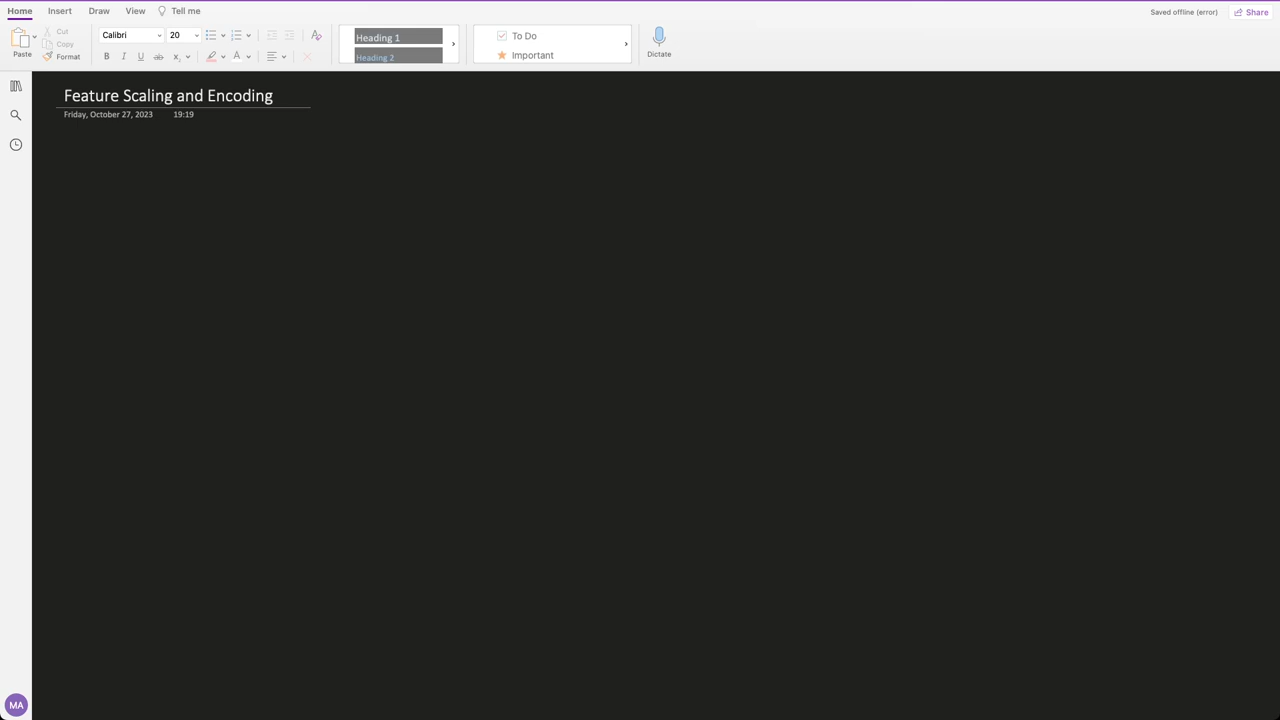 Home Insert Draw View Tell me
Saved offline (error) Share
Paste Cut Copy Format
Calibri 20
B I U ab x
A
Heading 1
Heading 2
To Do
Important
Dictate
Feature Scaling and Encoding
Friday, October 27, 2023 19:19
MA